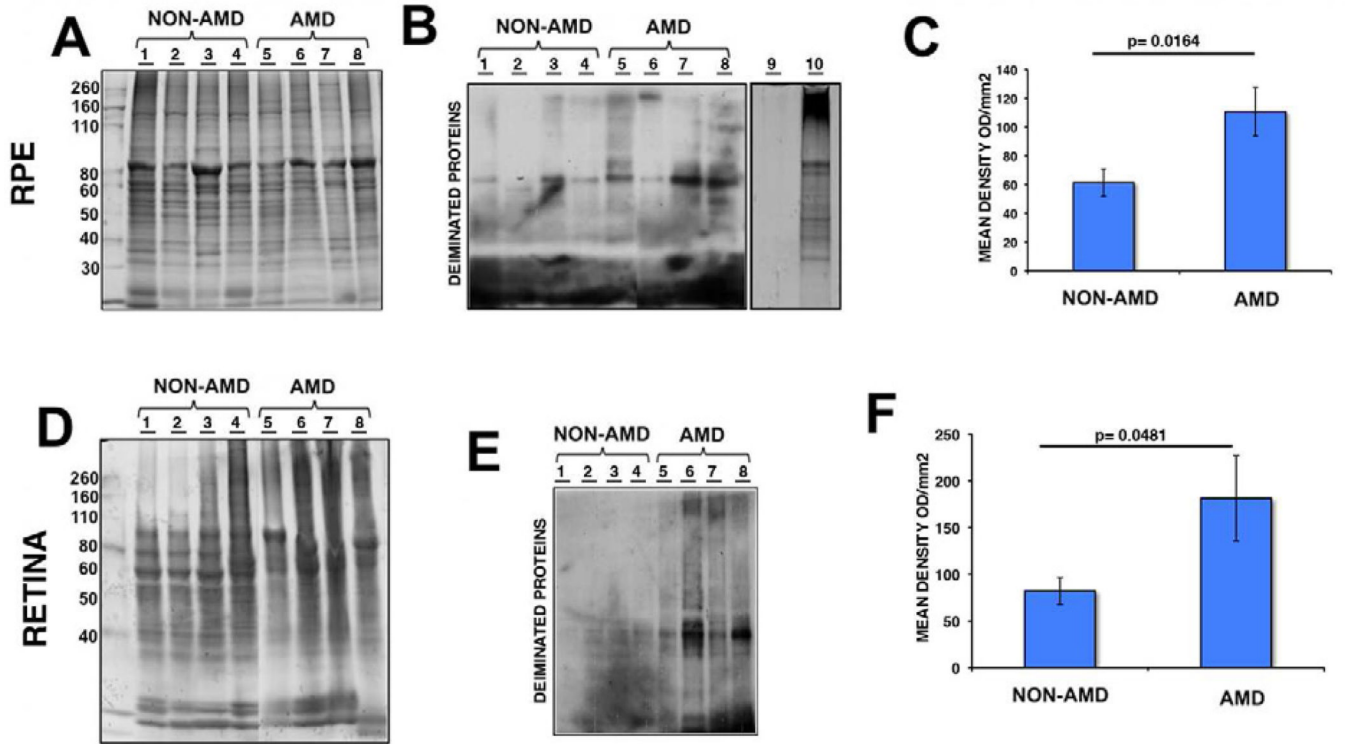 A
NON-AMD AMD
1 2 3 4 5 6 7 8
260
160
110
80
60
50
40
30
RPE
B
NON-AMD AMD
1 2 3 4 5 6 7 8 9 10
DEIMINATED PROTEINS
C
p= 0.0164
MEAN DENSITY OD/mm2
140
120
100
80
60
40
20
0
NON-AMD AMD
D
NON-AMD AMD
1 2 3 4 5 6 7 8
260
160
110
80
60
50
40
RETINA
E
NON-AMD AMD
1 2 3 4 5 6 7 8
DEIMINATED PROTEINS
F
p= 0.0481
MEAN DENSITY OD/mm2
250
200
150
100
50
0
NON-AMD AMD